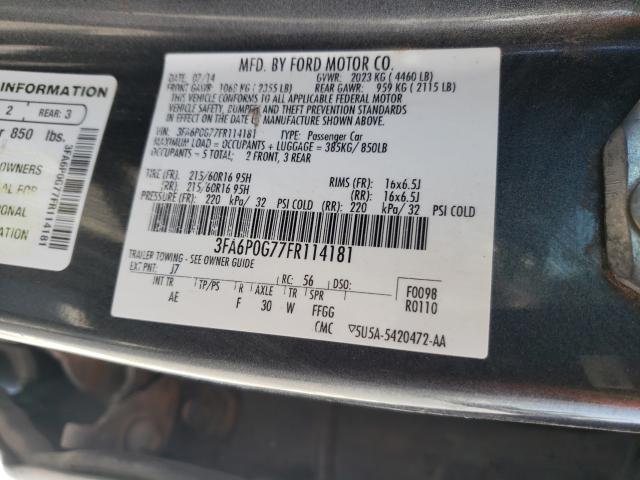 INFORMATION
2
REAR: 3
850 lbs.
OWNERS
3FA6P0G77FR114181
MFD. BY FORD MOTOR CO.
DATE: 02/14
GVWR: 2023 KG (4460 LB)
FRONT GAWR: 1068 KG (2355 LB)
REAR GAWR: 959 KG (2115 LB)
THIS VEHICLE CONFORMS TO ALL APPLICABLE FEDERAL MOTOR
VEHICLE SAFETY, BUMPER AND THEFT PREVENTION STANDARDS
IN EFFECT ON THE DATE OF MANUFACTURE SHOWN ABOVE.
VIN: 3FA6P0G77FR114181
TYPE: Passenger Car
MAXIMUM LOAD = OCCUPANTS + LUGGAGE = 385KG/850LB
OCCUPANTS = 5 TOTAL: 2 FRONT, 3 REAR
TIRE (FR): 215/60R16 95H
RIMS (FR): 16x6.5J
(RR): 215/60R16 95H
(RR): 16x6.5J
PRESSURE (FR): 220 kPa/ 32 PSI COLD (RR): 220 kPa/ 32 PSI COLD
3FA6P0G77FR114181
TRAILER TOWING - SEE OWNER GUIDE
EXT PNT: J7
RC: 56
DSO:
INT TR
TP/PS
R
AXLE
TR
SPR
F0098
AE
F
30
W
FFGG
R0110
CMC
5U5A-5420472-AA